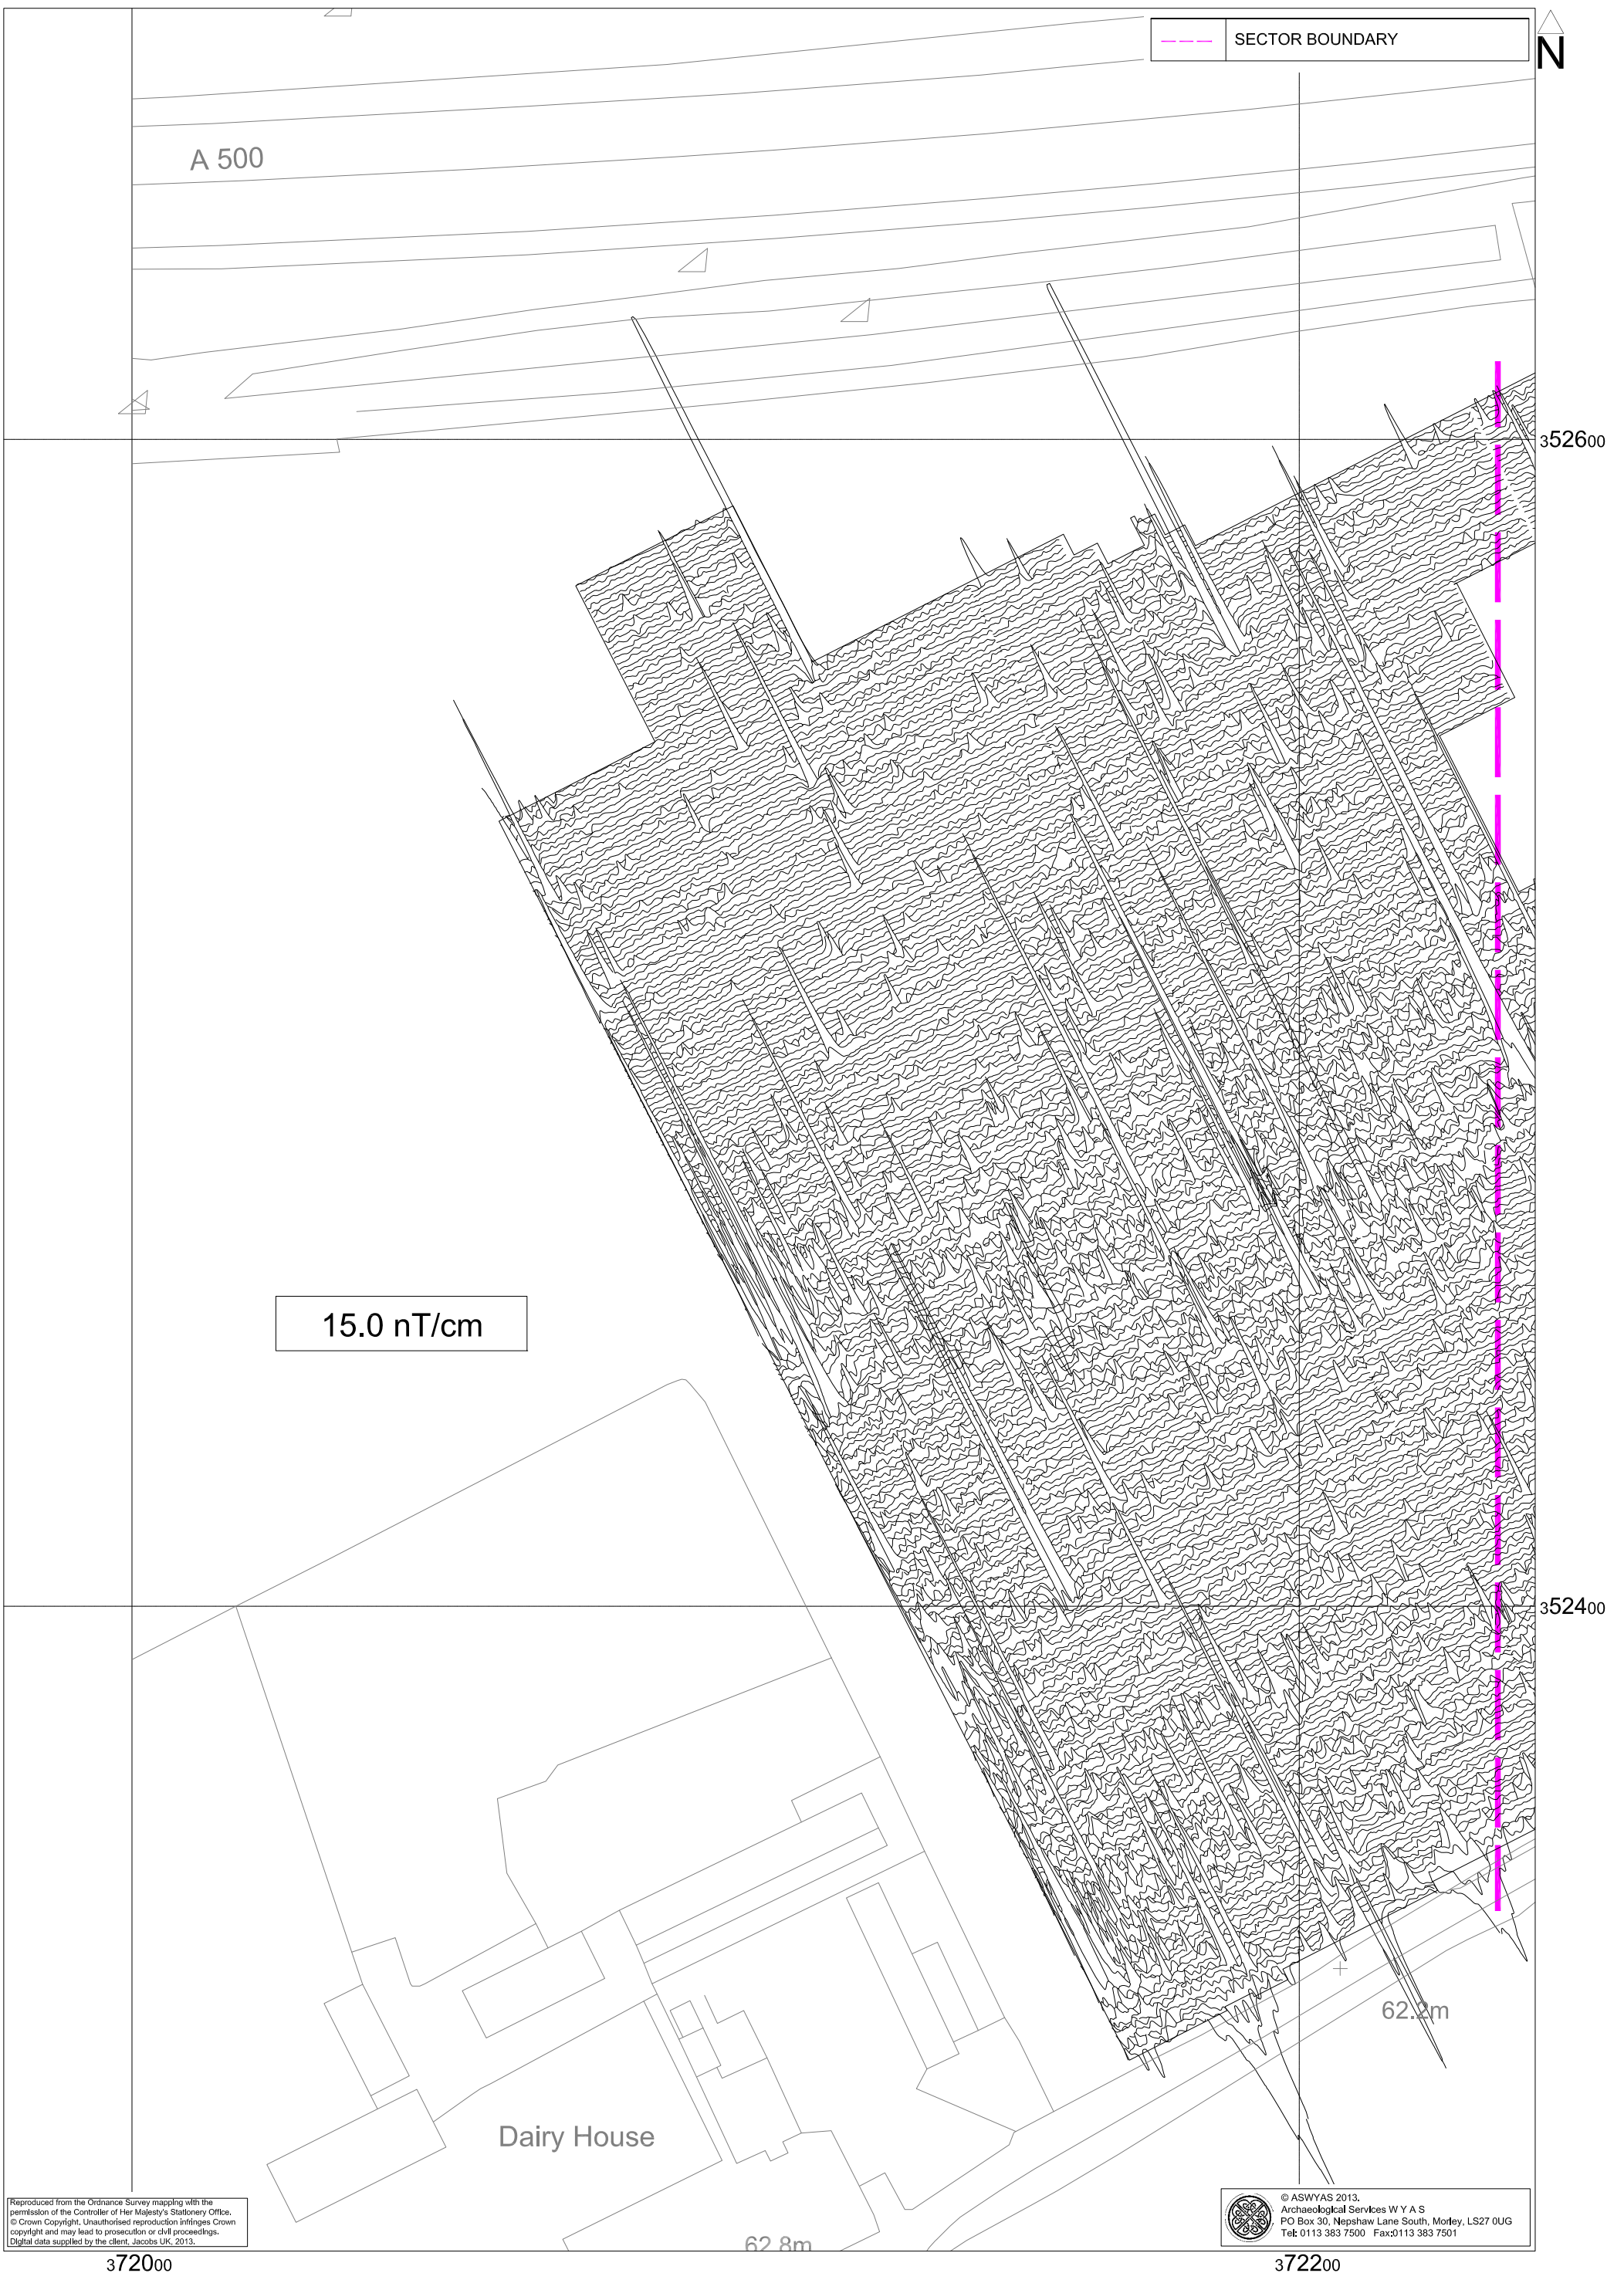 SECTOR BOUNDARY
N
A 500
352600
15.0 nT/cm
352400
62.2m
Dairy House
62.8m
Reproduced from the Ordnance Survey mapping with the
permission of the Controller of Her Majesty's Stationery Office.
© Crown Copyright. Unauthorised reproduction infringes Crown
copyright and may lead to prosecution or civil proceedings.
Digital data supplied by the client, Jacobs UK, 2013.
© ASWYAS 2013.
Archaeological Services W Y A S
PO Box 30, Nepshaw Lane South, Morley, LS27 0UG
Tel: 0113 383 7500 Fax:0113 383 7501
372000
372200